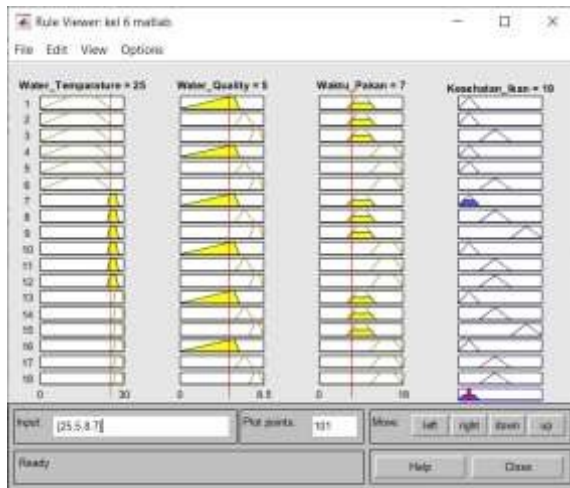 Rule Viewer: kel 6 matlab
File Edit View Options
Water_Temparature = 25
Water_Quality = 5
Waktu_Pakan = 7
Kesehatan_Ikan = 10
1
2
3
4
5
6
7
8
9
10
11
12
13
14
15
16
17
18
0 30
0 8.5
0 18
Input: [25;5.8;7]
Plot points: 101
Move: left right down up
Ready
Help Close